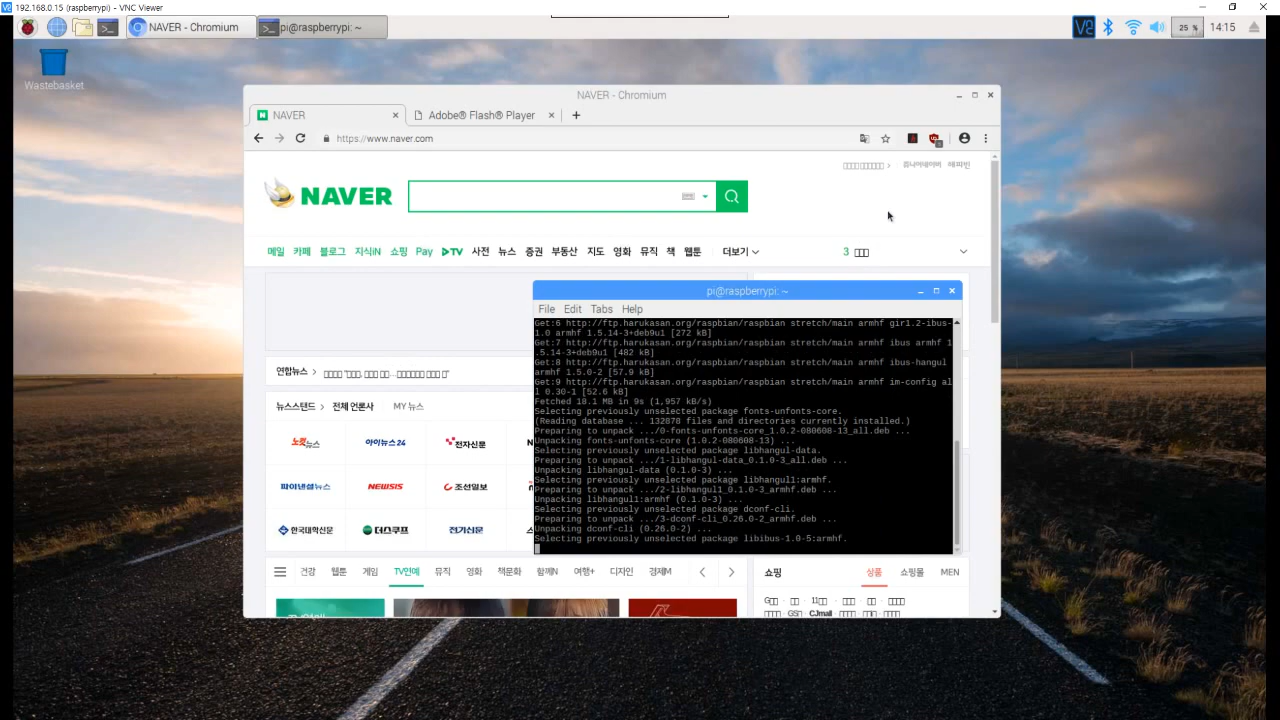 192.168.0.15 (raspberrypi) - VNC Viewer
NAVER - Chromium
pi@raspberrypi: ~
25 %
14:15
Wastebasket
NAVER - Chromium
NAVER
Adobe® Flash® Player
https://www.naver.com
쥬니어네이버 해피빈
NAVER
메일 카페 블로그 지식iN 쇼핑 Pay TV 사전 뉴스 증권 부동산 지도 영화 뮤직 책 웹툰 더보기
3
연합뉴스 >
뉴스스탠드 > 전체 언론사 MY 뉴스
노컷뉴스 아이뉴스24 전자신문
파이낸셜뉴스 NEWSIS 조선일보
한국대학신문 더스쿠프 전기신문
pi@raspberrypi: ~
File Edit Tabs Help
Get:6 http://ftp.harukasan.org/raspbian/raspbian stretch/main armhf gir1.2-ibus-
1.0 armhf 1.5.14-3+deb9u1 [272 kB]
Get:7 http://ftp.harukasan.org/raspbian/raspbian stretch/main armhf ibus armhf 1
.5.14-3+deb9u1 [482 kB]
Get:8 http://ftp.harukasan.org/raspbian/raspbian stretch/main armhf ibus-hangul
armhf 1.5.0-2 [57.9 kB]
Get:9 http://ftp.harukasan.org/raspbian/raspbian stretch/main armhf im-config al
l 0.30-1 [52.6 kB]
Fetched 18.1 MB in 9s (1,957 kB/s)
Selecting previously unselected package fonts-unfonts-core.
(Reading database ... 132878 files and directories currently installed.)
Preparing to unpack .../0-fonts-unfonts-core_1.0.2-080608-13_all.deb ...
Unpacking fonts-unfonts-core (1.0.2-080608-13) ...
Selecting previously unselected package libhangul-data.
Preparing to unpack .../1-libhangul-data_0.1.0-3_all.deb ...
Unpacking libhangul-data (0.1.0-3) ...
Selecting previously unselected package libhangul1:armhf.
Preparing to unpack .../2-libhangul1_0.1.0-3_armhf.deb ...
Unpacking libhangul1:armhf (0.1.0-3) ...
Selecting previously unselected package dconf-cli.
Preparing to unpack .../3-dconf-cli_0.26.0-2_armhf.deb ...
Unpacking dconf-cli (0.26.0-2) ...
Selecting previously unselected package libibus-1.0-5:armhf.
건강 웹툰 게임 TV연예 뮤직 영화 책문화 함께N 여행+ 디자인 경제M
쇼핑 상품 쇼핑몰 MEN
CJmall